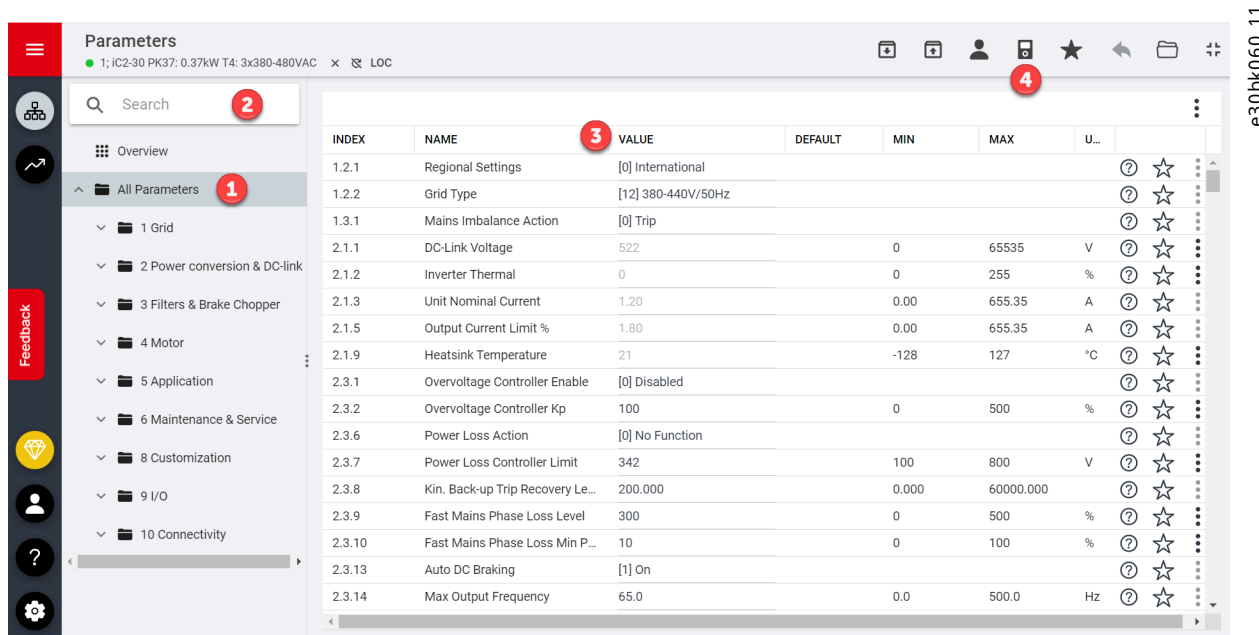 Parameters
1; iC2-30 PK37: 0.37kW T4: 3x380-480VAC LOC
4
e30bk060.11
Search 2
Overview
All Parameters 1
1 Grid
2 Power conversion & DC-link
3 Filters & Brake Chopper
4 Motor
5 Application
6 Maintenance & Service
8 Customization
9 I/O
10 Connectivity
Feedback
?
INDEX NAME 3 VALUE DEFAULT MIN MAX U...
1.2.1 Regional Settings [0] International ?
1.2.2 Grid Type [12] 380-440V/50Hz ?
1.3.1 Mains Imbalance Action [0] Trip ?
2.1.1 DC-Link Voltage 522 0 65535 V ?
2.1.2 Inverter Thermal 0 0 255 % ?
2.1.3 Unit Nominal Current 1.20 0.00 655.35 A ?
2.1.5 Output Current Limit % 1.80 0.00 655.35 A ?
2.1.9 Heatsink Temperature 21 -128 127 °C ?
2.3.1 Overvoltage Controller Enable [0] Disabled ?
2.3.2 Overvoltage Controller Kp 100 0 500 % ?
2.3.6 Power Loss Action [0] No Function ?
2.3.7 Power Loss Controller Limit 342 100 800 V ?
2.3.8 Kin. Back-up Trip Recovery Le... 200.000 0.000 60000.000 ?
2.3.9 Fast Mains Phase Loss Level 300 0 500 % ?
2.3.10 Fast Mains Phase Loss Min P... 10 0 100 % ?
2.3.13 Auto DC Braking [1] On ?
2.3.14 Max Output Frequency 65.0 0.0 500.0 Hz ?